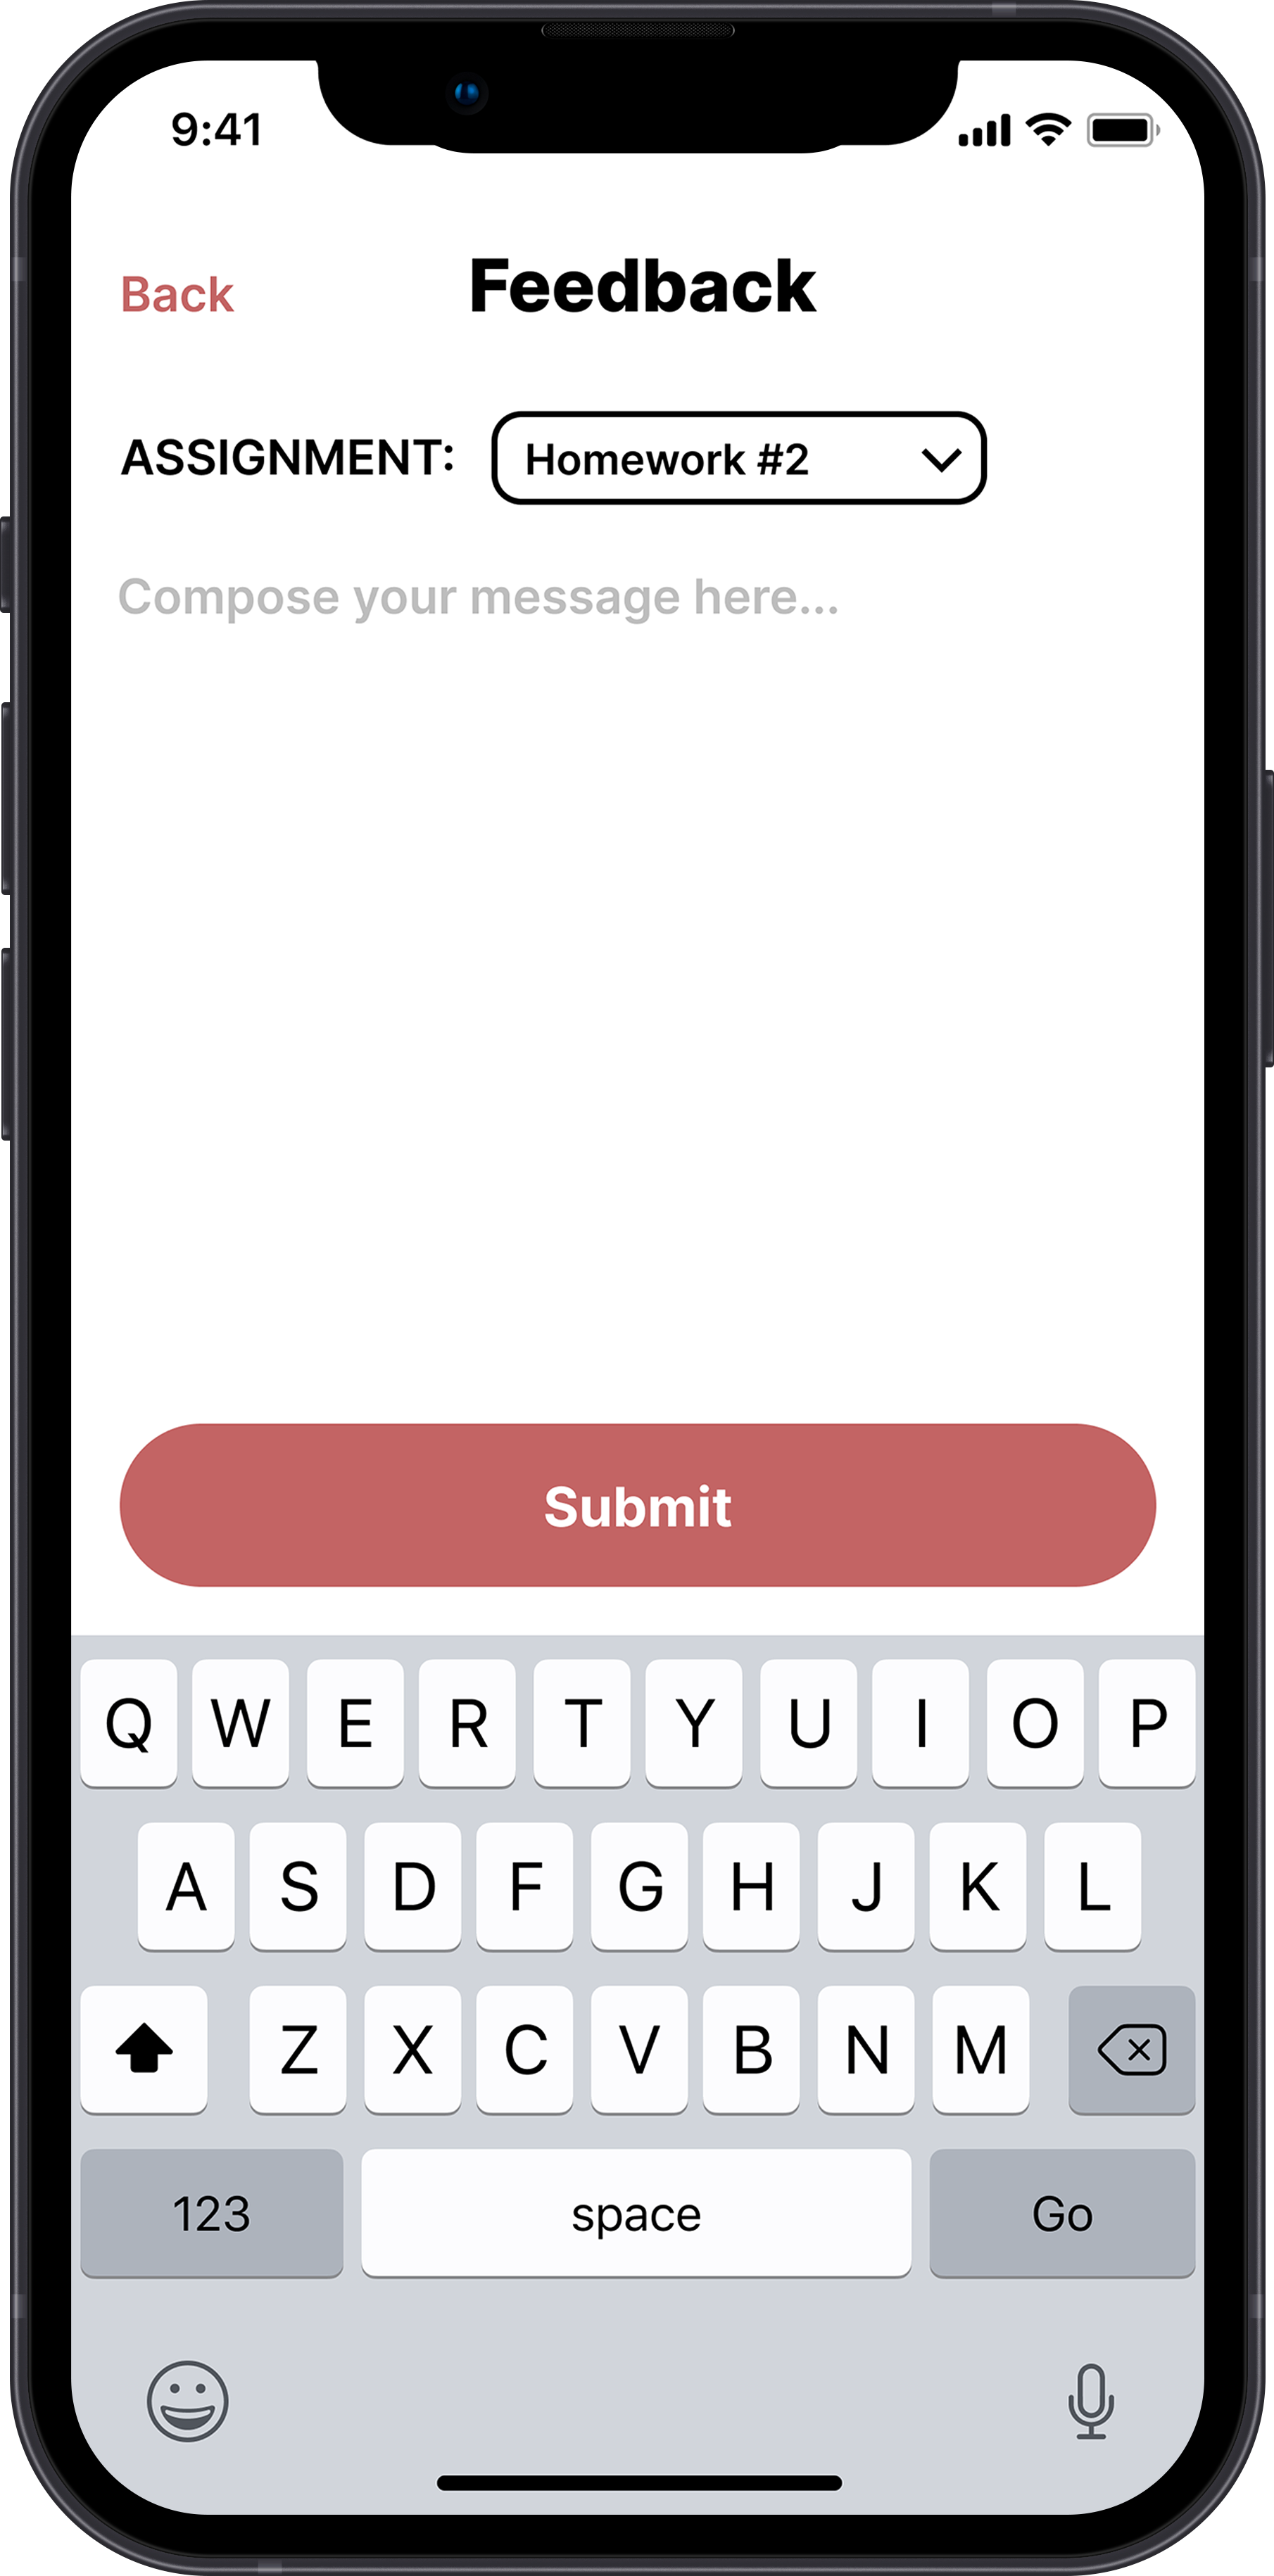 9:41
Back Feedback
ASSIGNMENT: Homework #2
Compose your message here...
Submit
Q W E R T Y U I O P
A S D F G H J K L
Z X C V B N M
123 space Go